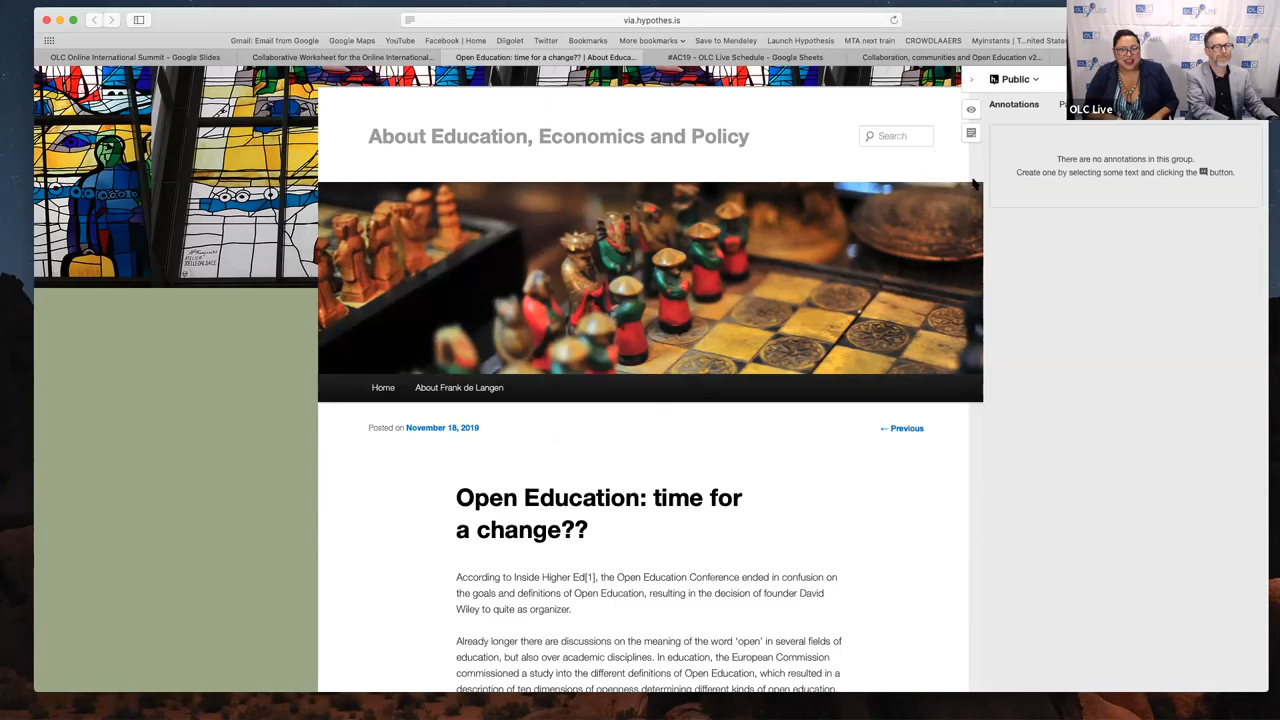 via.hypothes.is
Gmail: Email from Google Google Maps YouTube Facebook | Home Diigolet Twitter Bookmarks More bookmarks Save to Mendeley Launch Hypothesis MTA next train CROWDLAAERS Myinstants | T...nited State
OLC Online International Summit - Google Slides Collaborative Worksheet for the Online International... Open Education: time for a change?? | About Educa... #AC19 - OLC Live Schedule - Google Sheets Collaboration, communities and Open Education v2...
Public
Annotations P
OLC Live
There are no annotations in this group.
Create one by selecting some text and clicking the button.
About Education, Economics and Policy
Search
Home About Frank de Langen
Posted on November 18, 2019
← Previous
Open Education: time for
a change??
According to Inside Higher Ed[1], the Open Education Conference ended in confusion on
the goals and definitions of Open Education, resulting in the decision of founder David
Wiley to quite as organizer.
Already longer there are discussions on the meaning of the word ‘open’ in several fields of
education, but also over academic disciplines. In education, the European Commission
commissioned a study into the different definitions of Open Education, which resulted in a
description of ten dimensions of openness determining different kinds of open education,